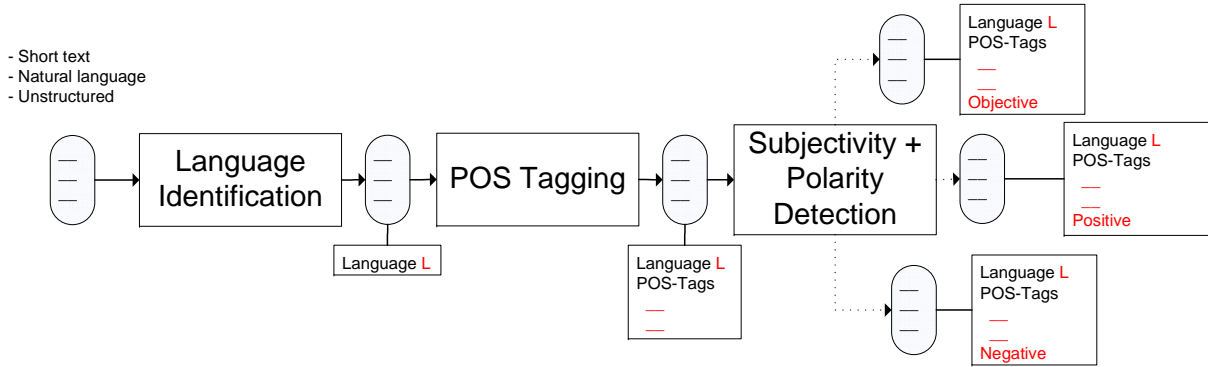 - Short text
- Natural language
- Unstructured
Language
Identification
Language L
POS Tagging
Language L
POS-Tags
Subjectivity +
Polarity
Detection
Language L
POS-Tags
Objective
Language L
POS-Tags
Positive
Language L
POS-Tags
Negative